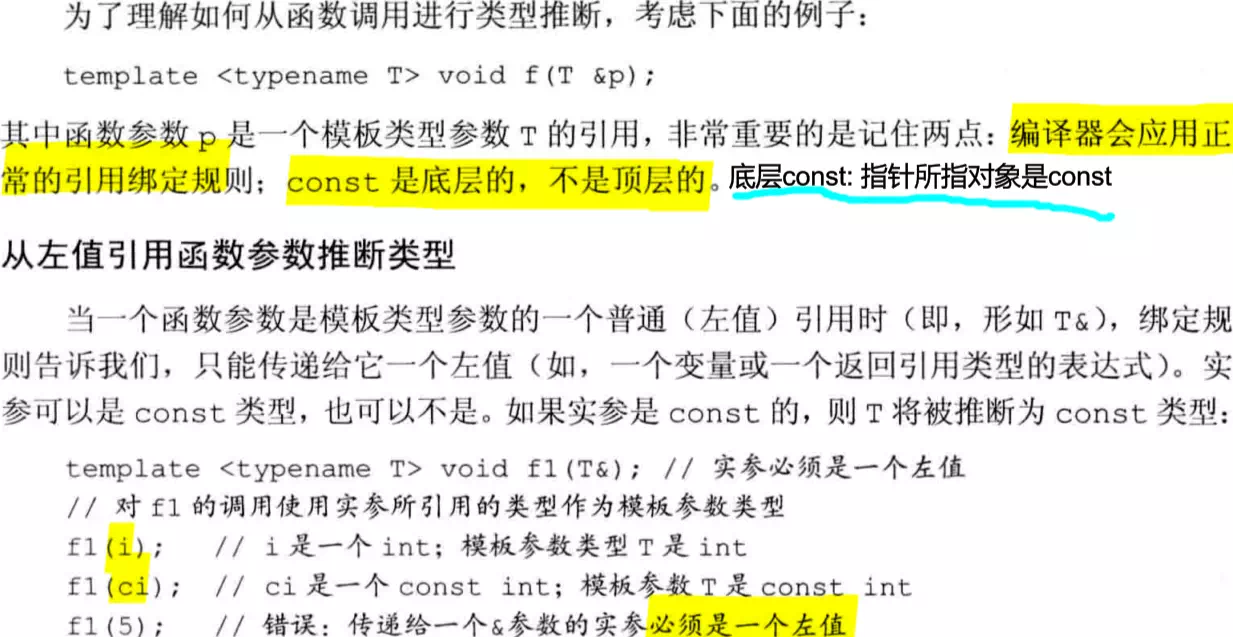 为了理解如何从函数调用进行类型推断，考虑下面的例子：
template <typename T> void f(T &p);
其中函数参数 p 是一个模板类型参数 T 的引用，非常重要的是记住两点：编译器会应用正
常的引用绑定规则；const 是底层的，不是顶层的。底层const: 指针所指对象是const
从左值引用函数参数推断类型
当一个函数参数是模板类型参数的一个普通（左值）引用时（即，形如 T&），绑定规
则告诉我们，只能传递给它一个左值（如，一个变量或一个返回引用类型的表达式）。实
参可以是 const 类型，也可以不是。如果实参是 const 的，则 T 将被推断为 const 类型：
template <typename T> void f1(T&); // 实参必须是一个左值
// 对 f1 的调用使用实参所引用的类型作为模板参数类型
f1(i); // i 是一个 int；模板参数类型 T 是 int
f1(ci); // ci 是一个 const int；模板参数 T 是 const int
f1(5); // 错误：传递给一个&参数的实参必须是一个左值